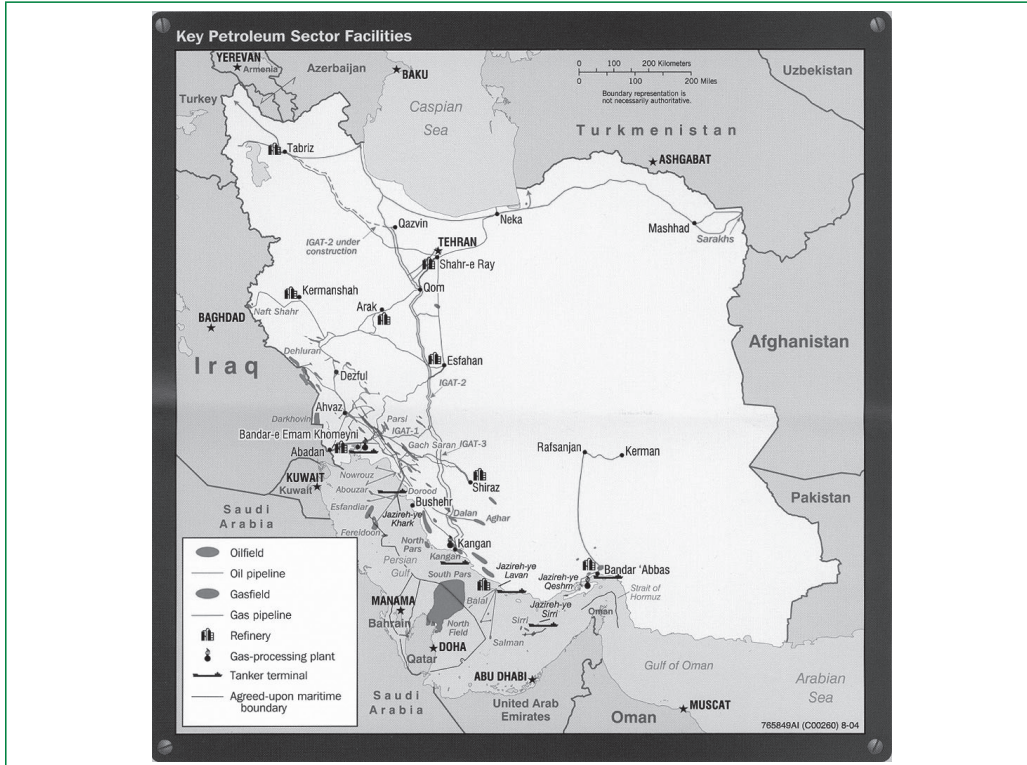 Key Petroleum Sector Facilities
YEREVAN
Armenia
Azerbaijan
BAKU
Turkey
Caspian
Sea
0 100 200 Kilometers
0 100 200 Miles
Boundary representation is
not necessarily authoritative.
Uzbekistan
Turkmenistan
ASHGABAT
Tabriz
Qazvin
Neka
Mashhad
Sarakhs
IGAT-2 under
construction
TEHRAN
Shahr-e Ray
Qom
Kermanshah
Arak
Naft Shahr
BAGHDAD
Iraq
Afghanistan
Dehluran
Esfahan
Dezful
IGAT-2
Ahvaz
Darkhovin
Parsi
IGAT-1
Bandar-e Emam Khomeyni
Abadan
Gach Saran
IGAT-3
Rafsanjan
Kerman
KUWAIT
Kuwait
Nowrouz
Abouzar
Dorood
Shiraz
Pakistan
Saudi
Arabia
Esfandiar
Jazireh-ye
Khark
Bushehr
Dalan
Aghar
Fereidoon
North
Pars
Kangan
Kangan
Persian
Gulf
South Pars
Jazireh-ye
Lavan
Jazireh-ye
Qeshm
Bandar ‘Abbas
Strait of
Hormuz
Balal
Jazireh-ye
Sirri
Oman
MANAMA
Bahrain
North
Field
Sirri
Salman
DOHA
Qatar
Gulf of Oman
Arabian
Sea
ABU DHABI
Saudi
Arabia
United Arab
Emirates
Oman
MUSCAT
Oilfield
Oil pipeline
Gasfield
Gas pipeline
Refinery
Gas-processing plant
Tanker terminal
Agreed-upon maritime
boundary
765849AI (C00260) 8-04